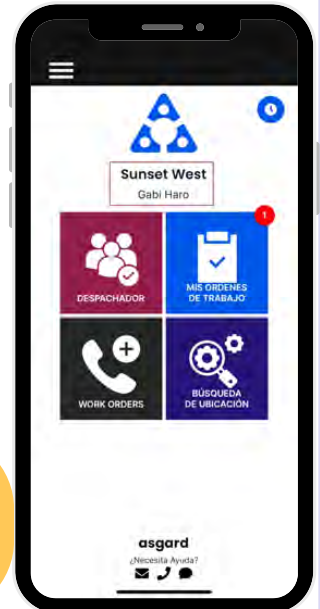 Sunset West
Gabi Haro
1
DESPACHADOR
MIS ORDENES
DE TRABAJO
WORK ORDERS
BÚSQUEDA
DE UBICACIÓN
asgard
¿Necesita Ayuda?